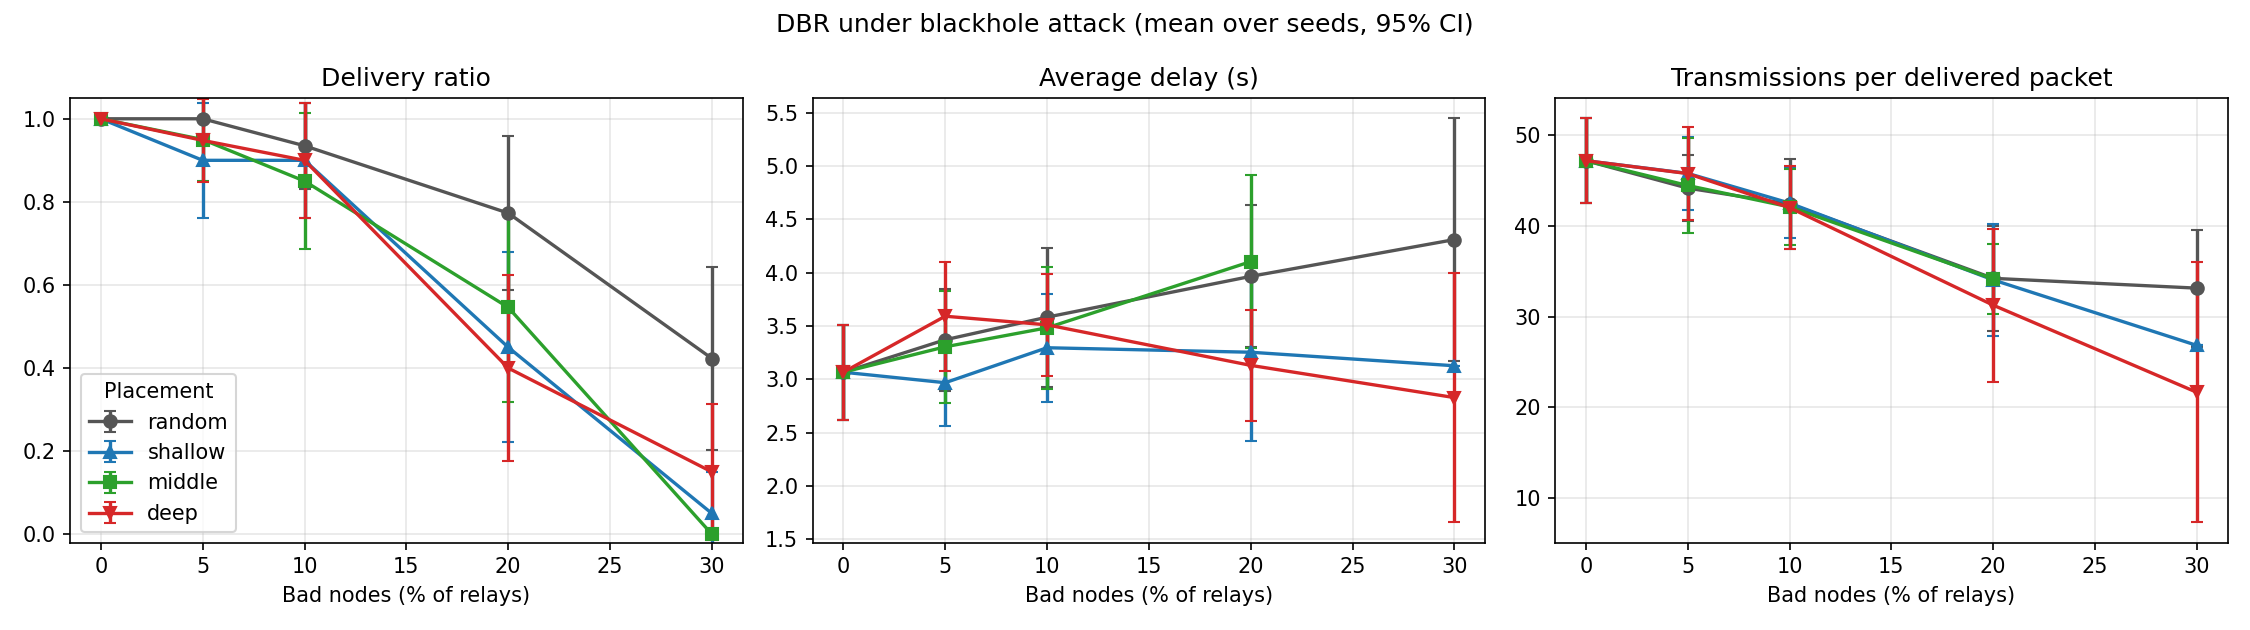 DBR under blackhole attack (mean over seeds, 95% CI)
Delivery ratio
1.0
0.8
0.6
0.4
0.2
0.0
Placement
random
shallow
middle
deep
0 5 10 15 20 25 30
Bad nodes (% of relays)
Average delay (s)
5.5
5.0
4.5
4.0
3.5
3.0
2.5
2.0
1.5
0 5 10 15 20 25 30
Bad nodes (% of relays)
Transmissions per delivered packet
50
40
30
20
10
0 5 10 15 20 25 30
Bad nodes (% of relays)